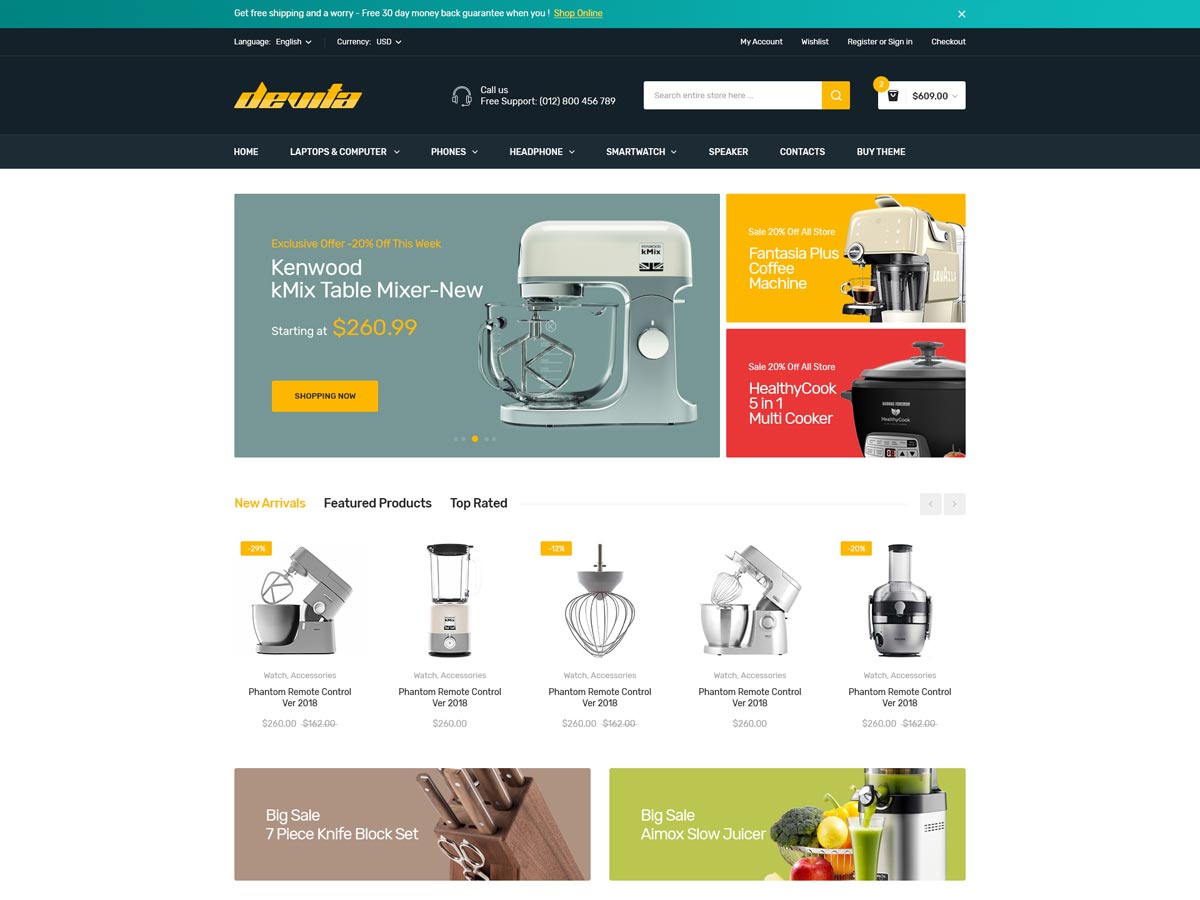 Get free shipping and a worry - Free 30 day money back guarantee when you ! Shop Online
Language: English
Currency: USD
My Account
Wishlist
Register or Sign in
Checkout
devita
Call us
Free Support: (012) 800 456 789
Search entire store here ...
2
$609.00
HOME
LAPTOPS & COMPUTER
PHONES
HEADPHONE
SMARTWATCH
SPEAKER
CONTACTS
BUY THEME
Exclusive Offer -20% Off This Week
Kenwood
kMix Table Mixer-New
Starting at $260.99
SHOPPING NOW
KENWOOD
kMix
K
Sale 20% Off All Store
Fantasia Plus
Coffee
Machine
LAVAZZA
Sale 20% Off All Store
HealthyCook
5 in 1
Multi Cooker
GEORGE FOREMAN
HealthyCook
New Arrivals
Featured Products
Top Rated
-29%
-12%
-20%
kMix
Watch, Accessories
Watch, Accessories
Watch, Accessories
Watch, Accessories
Watch, Accessories
Phantom Remote Control
Ver 2018
Phantom Remote Control
Ver 2018
Phantom Remote Control
Ver 2018
Phantom Remote Control
Ver 2018
Phantom Remote Control
Ver 2018
$260.00 $162.00
$260.00
$260.00 $162.00
$260.00
$260.00 $162.00
Big Sale
7 Piece Knife Block Set
Big Sale
Aimox Slow Juicer